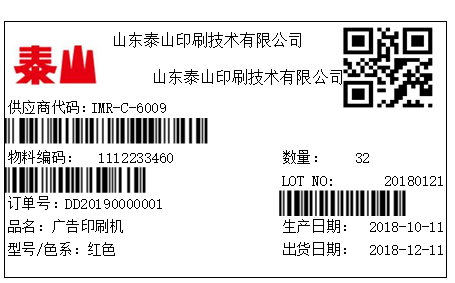 山东泰山印刷技术有限公司
泰山
山东泰山印刷技术有限公司
供应商代码：IMR-C-6009
物料编码： 1112233460
数量： 32
LOT NO: 20180121
订单号：DD20190000001
品名：广告印刷机
生产日期： 2018-10-11
型号/色系：红色
出货日期： 2018-12-11